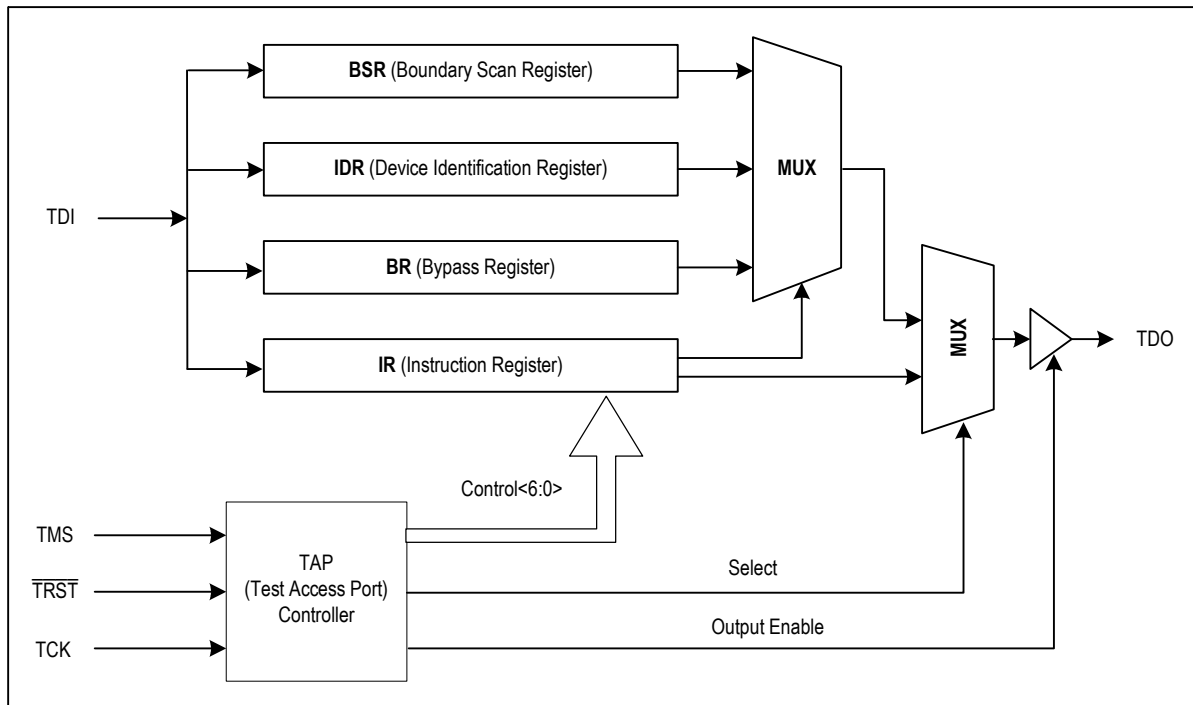 BSR (Boundary Scan Register)
IDR (Device Identification Register)
MUX
TDI
BR (Bypass Register)
MUX
TDO
IR (Instruction Register)
Control<6:0>
TMS
TAP
(Test Access Port)
Controller
Select
T̅R̅S̅T̅
Output Enable
TCK